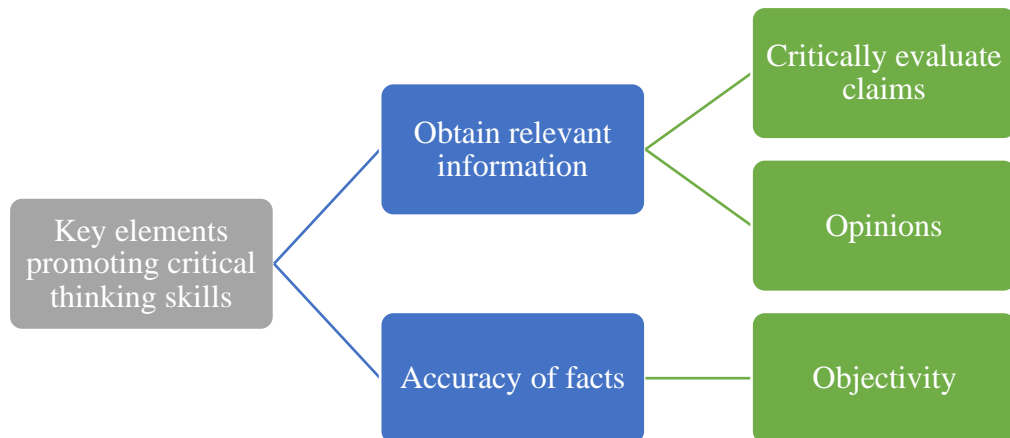 Key elements
promoting critical
thinking skills
Obtain relevant
information
Critically evaluate
claims
Opinions
Accuracy of facts
Objectivity